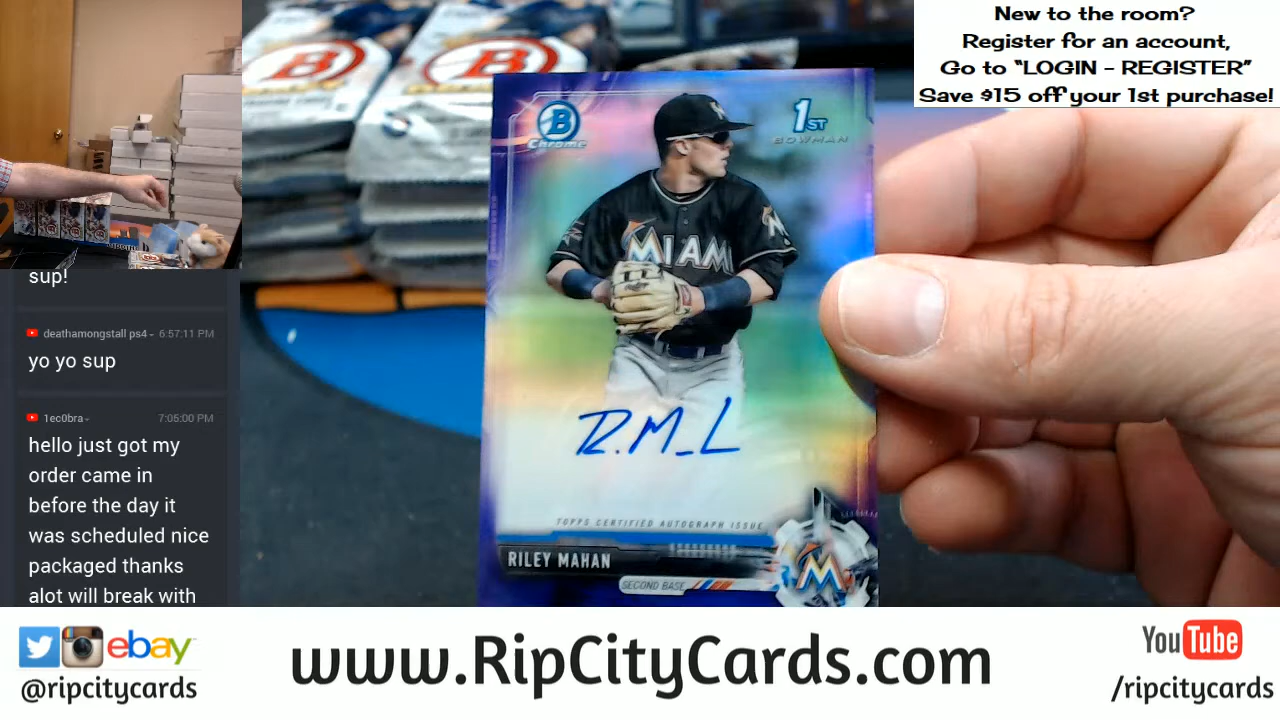 New to the room?
Register for an account,
Go to “LOGIN - REGISTER”
Save $15 off your 1st purchase!
B
B
B
Chrome
1ST
BOWMAN
MIAMI
R.M_L
TOPPS CERTIFIED AUTOGRAPH ISSUE
RILEY MAHAN
SECOND BASE
M
sup!
deathamongstall ps4 - 6:57:11 PM
yo yo sup
1ec0bra- 7:05:00 PM
hello just got my
order came in
before the day it
was scheduled nice
packaged thanks
alot will break with
ebay
@ripcitycards
www.RipCityCards.com
YouTube
/ripcitycards